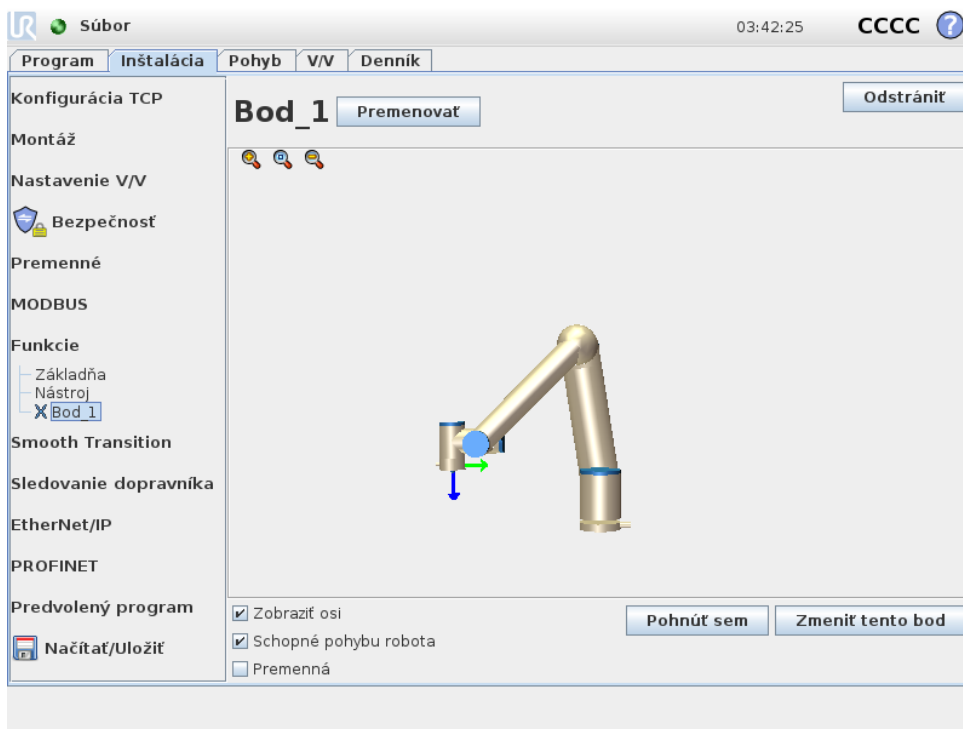 UR Súbor 03:42:25 CCCC ?
Program Inštalácia Pohyb V/V Denník
Konfigurácia TCP
Montáž
Nastavenie V/V
Bezpečnosť
Premenné
MODBUS
Funkcie
Základňa
Nástroj
Bod_1
Smooth Transition
Sledovanie dopravníka
EtherNet/IP
PROFINET
Predvolený program
Načítať/Uložiť
Bod_1 Premenovať Odstrániť
Zobraziť osi
Schopné pohybu robota
Premenná
Pohnúť sem Zmeniť tento bod